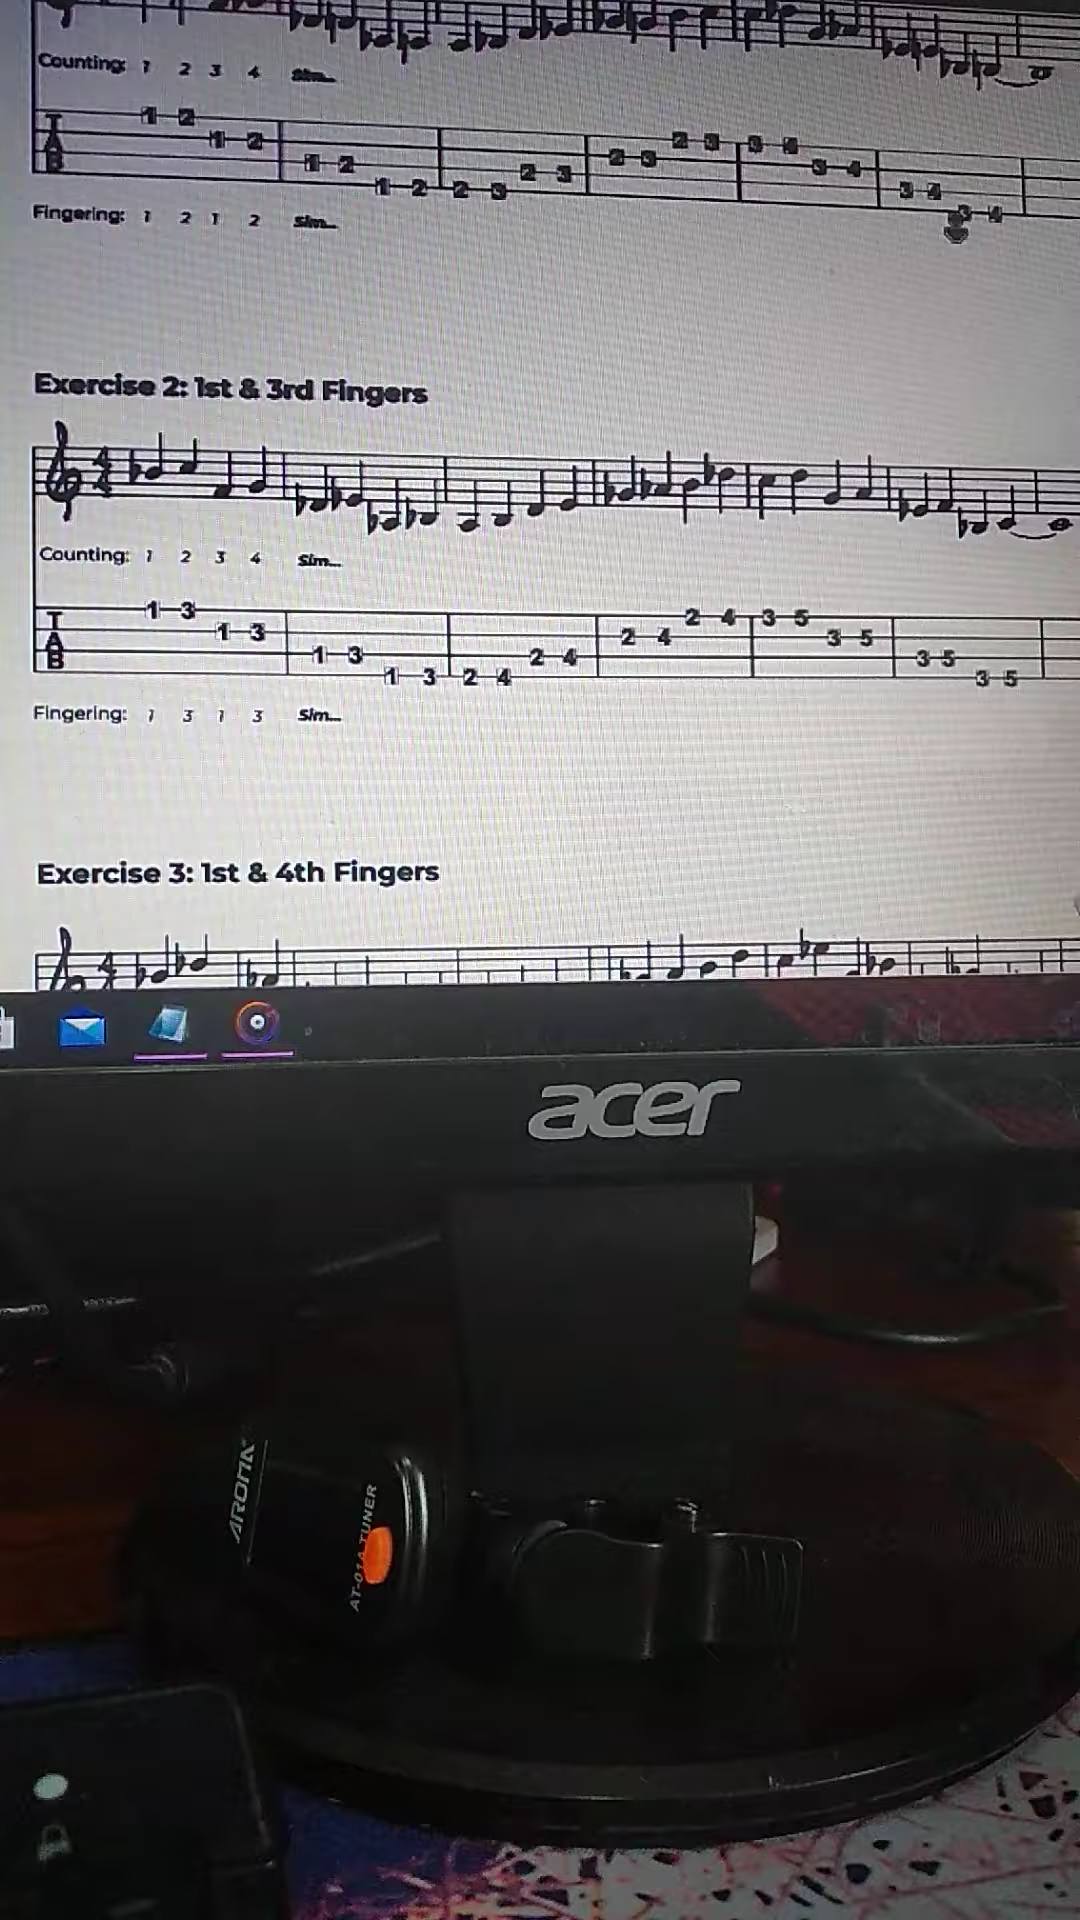 Counting: 1 2 3 4 Sim...
T
A
B
1 2 1 2 1 2 1 2 2 3 2 3 2 3 2 3 3 4 3 4 3 4 3 4
Fingering: 1 2 1 2 Sim...
Exercise 2: 1st & 3rd Fingers
4
4
Counting: 1 2 3 4 Sim...
T
A
B
1 3 1 3 1 3 1 3 2 4 2 4 2 4 2 4 3 5 3 5 3 5 3 5
Fingering: 1 3 1 3 Sim...
Exercise 3: 1st & 4th Fingers
4
acer
AROMA
AT-01A TUNER